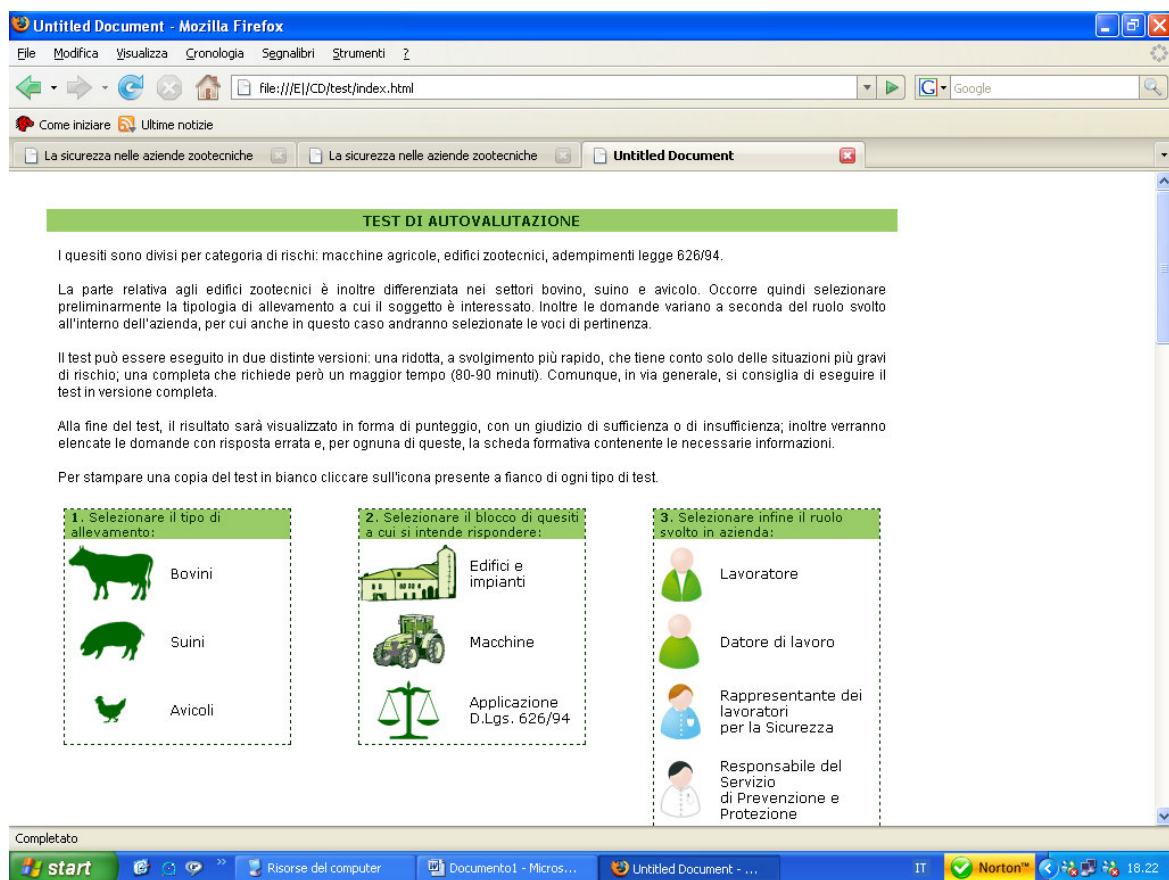 Untitled Document - Mozilla Firefox
File Modifica Visualizza Cronologia Segnalibri Strumenti ?
file:///E|/CD/test/index.html
G Google
Come iniziare Ultime notizie
La sicurezza nelle aziende zootecniche La sicurezza nelle aziende zootecniche Untitled Document
TEST DI AUTOVALUTAZIONE
I quesiti sono divisi per categoria di rischi: macchine agricole, edifici zootecnici, adempimenti legge 626/94.
La parte relativa agli edifici zootecnici è inoltre differenziata nei settori bovino, suino e avicolo. Occorre quindi selezionare
preliminarmente la tipologia di allevamento a cui il soggetto è interessato. Inoltre le domande variano a seconda del ruolo svolto
all'interno dell'azienda, per cui anche in questo caso andranno selezionate le voci di pertinenza.
Il test può essere eseguito in due distinte versioni: una ridotta, a svolgimento più rapido, che tiene conto solo delle situazioni più gravi
di rischio; una completa che richiede però un maggior tempo (80-90 minuti). Comunque, in via generale, si consiglia di eseguire il
test in versione completa.
Alla fine del test, il risultato sarà visualizzato in forma di punteggio, con un giudizio di sufficienza o di insufficienza; inoltre verranno
elencate le domande con risposta errata e, per ognuna di queste, la scheda formativa contenente le necessarie informazioni.
Per stampare una copia del test in bianco cliccare sull'icona presente a fianco di ogni tipo di test.
1. Selezionare il tipo di
allevamento:
Bovini
Suini
Avicoli
2. Selezionare il blocco di quesiti
a cui si intende rispondere:
Edifici e
impianti
Macchine
Applicazione
D.Lgs. 626/94
3. Selezionare infine il ruolo
svolto in azienda:
Lavoratore
Datore di lavoro
Rappresentante dei
lavoratori
per la Sicurezza
Responsabile del
Servizio
di Prevenzione e
Protezione
Completato
start Risorse del computer Documento1 - Micros... Untitled Document - ... IT Norton™ 18.22